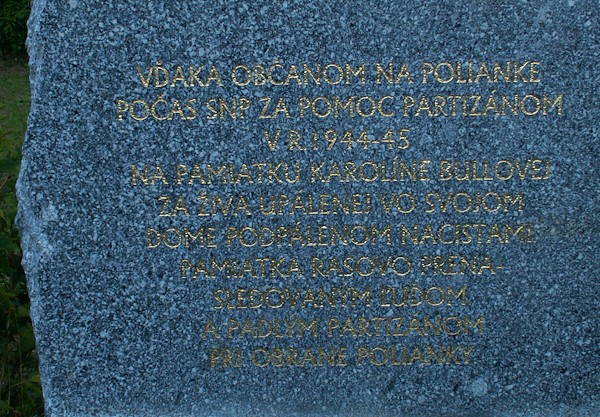 VĎAKA OBČANOM NA POLIANKE
POČAS SNP ZA POMOC PARTIZÁNOM
V R. 1944-45
NA PAMIATKU KAROLÍNE BULLOVEJ
ZA ŽIVA UPÁLENEJ VO SVOJOM
DOME PODPÁLENOM NACISTAMI
PAMIATKA RASOVO PRENA-
SLEDOVANÝM ĽUĎOM
A PADLÝM PARTIZÁNOM
PRI OBRANE POLIANKY